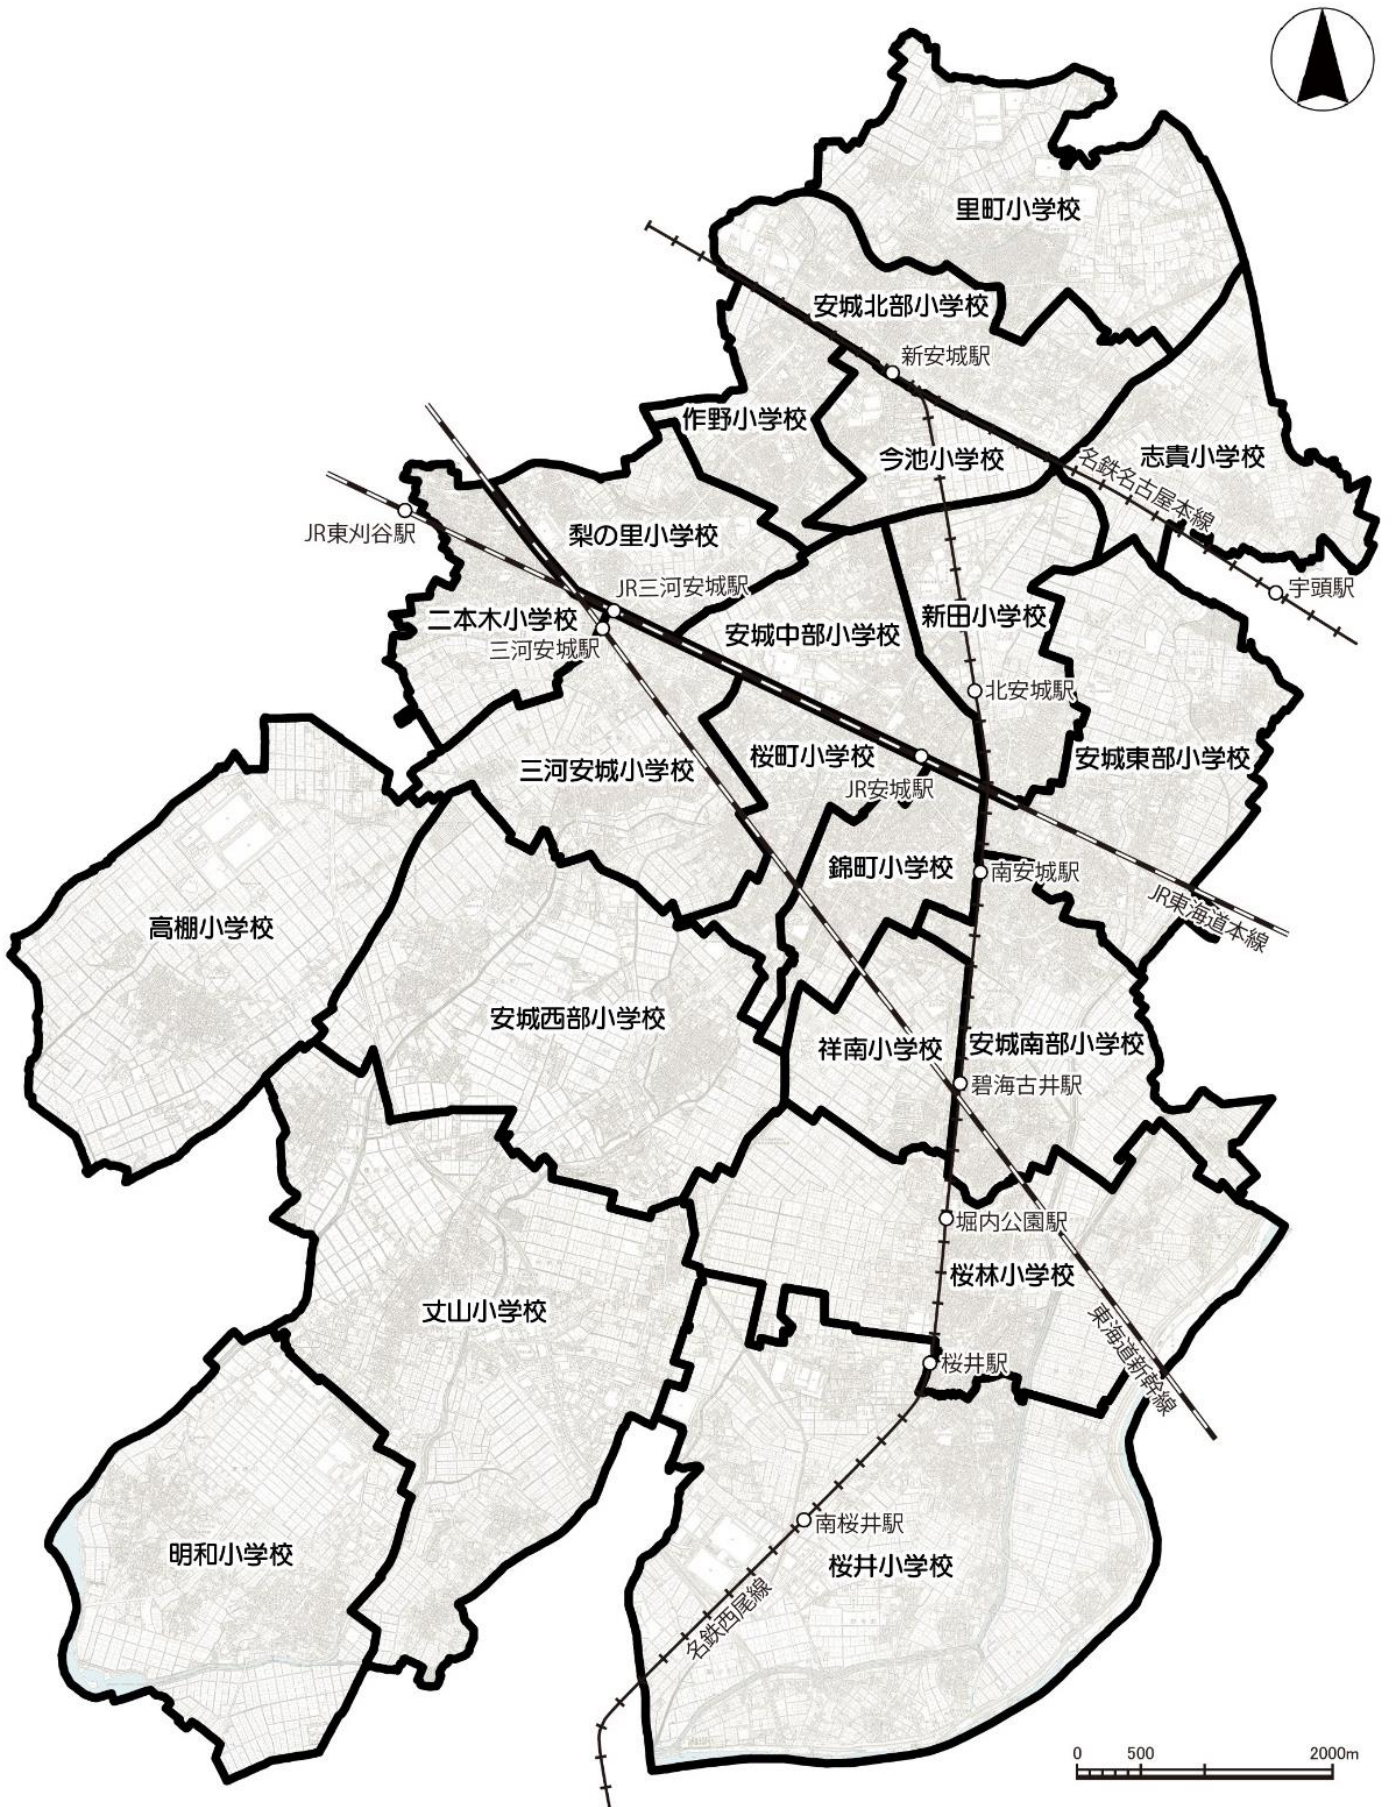 里町小学校
安城北部小学校
新安城駅
作野小学校
今池小学校
志貴小学校
名鉄名古屋本線
JR東刈谷駅
梨の里小学校
JR三河安城駅
宇頭駅
二本木小学校
新田小学校
安城中部小学校
三河安城駅
北安城駅
桜町小学校
安城東部小学校
三河安城小学校
JR安城駅
錦町小学校
南安城駅
JR東海道本線
高棚小学校
安城西部小学校
祥南小学校
安城南部小学校
碧海古井駅
堀内公園駅
桜林小学校
丈山小学校
東海道新幹線
桜井駅
南桜井駅
明和小学校
桜井小学校
名鉄西尾線
0 500 2000m